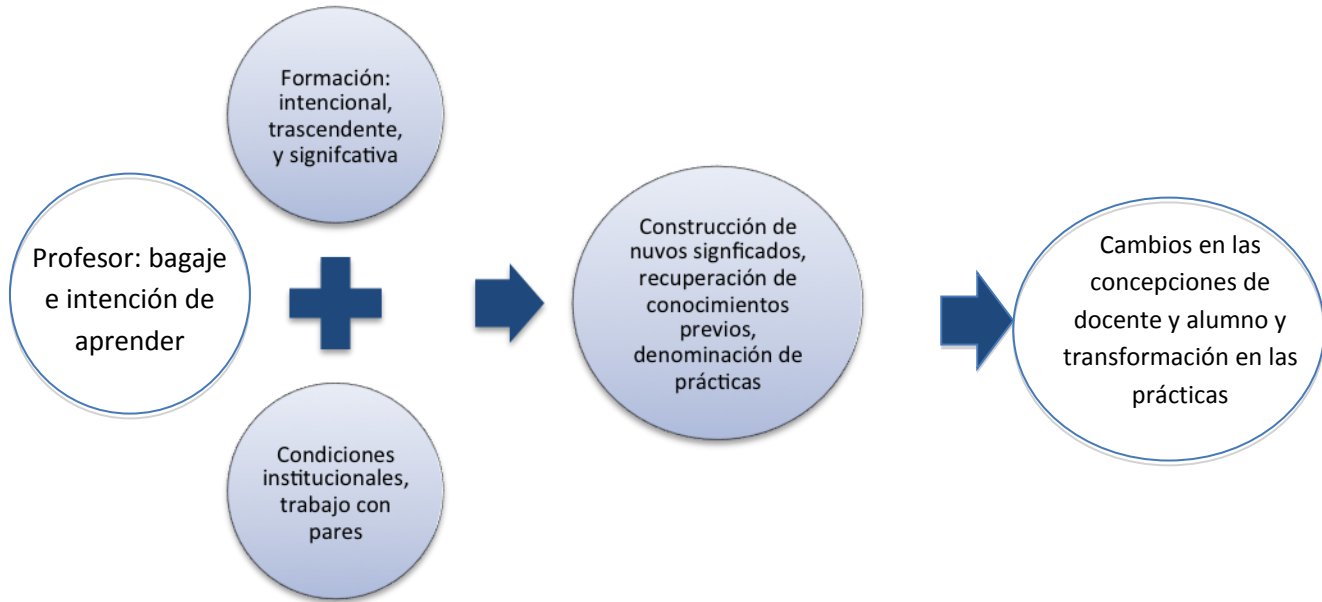 Formación:
intencional,
trascendente,
y signifcativa
Profesor: bagaje
e intención de
aprender
Condiciones
institucionales,
trabajo con
pares
Construcción de
nuvos signficados,
recuperación de
conocimientos
previos,
denominación de
prácticas
Cambios en las
concepciones de
docente y alumno y
transformación en las
prácticas